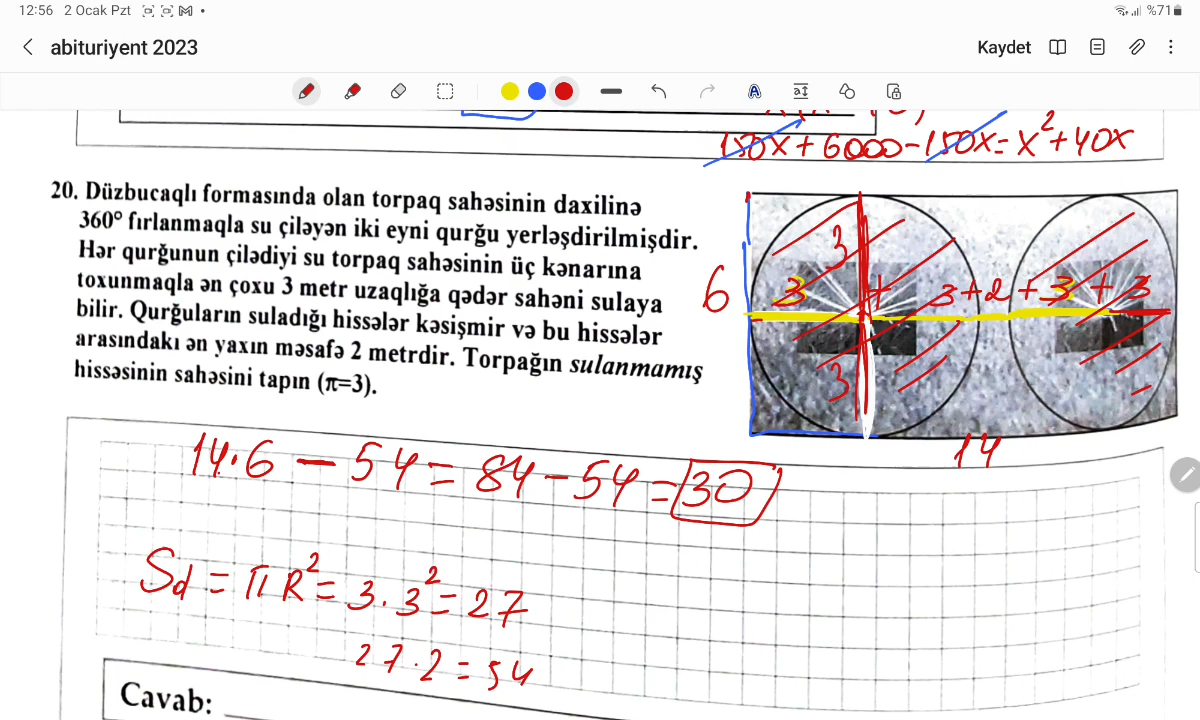 12:56 2 Ocak Pzt
%71
abituriyent 2023
Kaydet
150x+6000-150x=x²+40x
20. Düzbucaqlı formasında olan torpaq sahəsinin daxilinə
360° fırlanmaqla su çiləyən iki eyni qurğu yerləşdirilmişdir.
Hər qurğunun çilədiyi su torpaq sahəsinin üç kənarına
toxunmaqla ən çoxu 3 metr uzaqlığa qədər sahəni sulaya
bilir. Qurğuların suladığı hissələr kəsişmir və bu hissələr
arasındakı ən yaxın məsafə 2 metrdir. Torpağın sulanmamış
hissəsinin sahəsini tapın (π=3).
3
6
3 + 3+2+3+3
3
14
14·6 - 54 = 84-54 = 30
Sd = πR² = 3·3² = 27
27·2=54
Cavab: